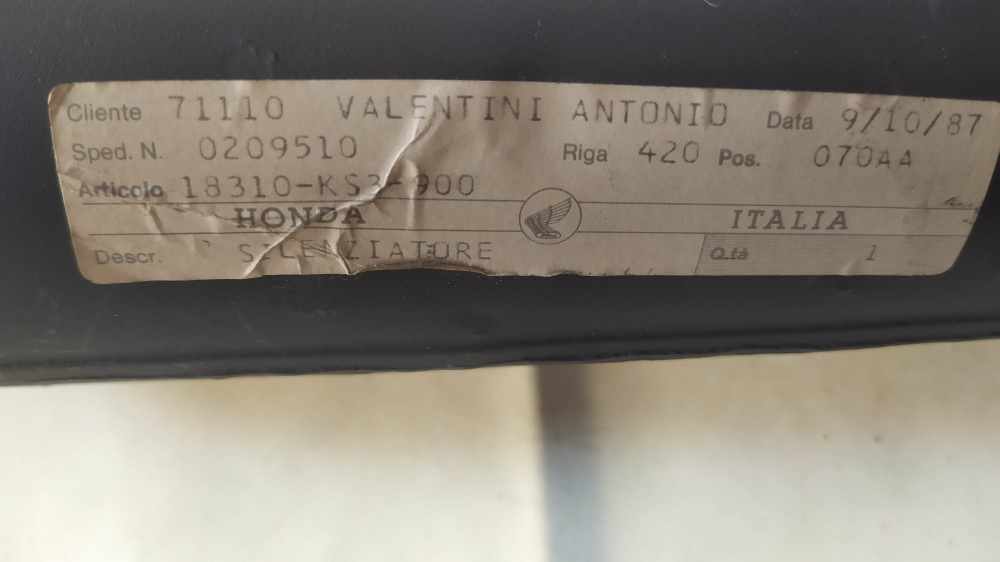 Cliente 71110 VALENTINI ANTONIO Data 9/10/87
Sped. N. 0209510 Riga 420 Pos. 070AA
Articolo 18310-KS3-900
HONDA ITALIA
Descr. SILENZIATORE Q.tà 1